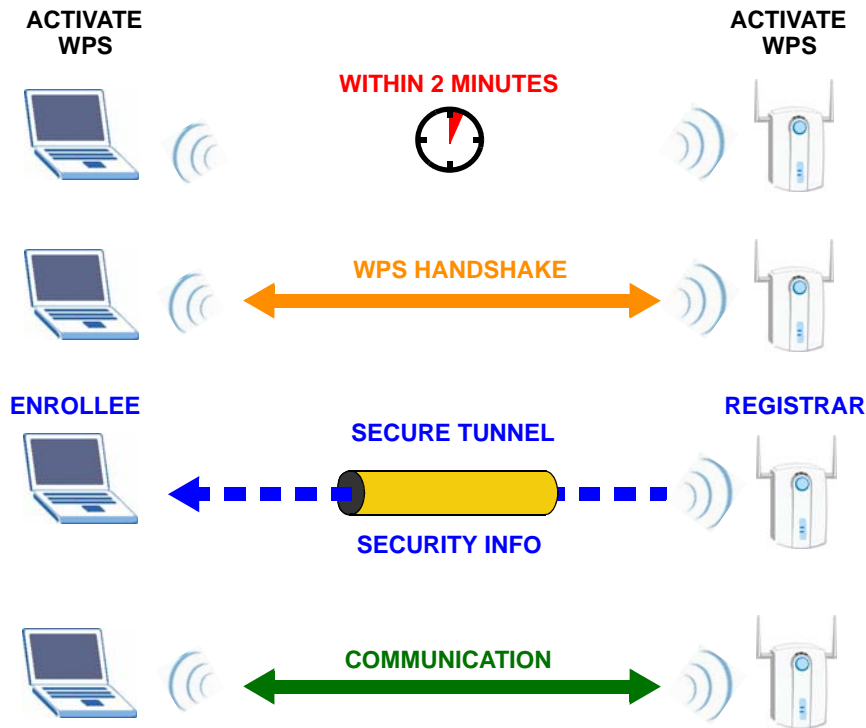 ACTIVATE
WPS
ACTIVATE
WPS
WITHIN 2 MINUTES
WPS HANDSHAKE
ENROLLEE
REGISTRAR
SECURE TUNNEL
SECURITY INFO
COMMUNICATION